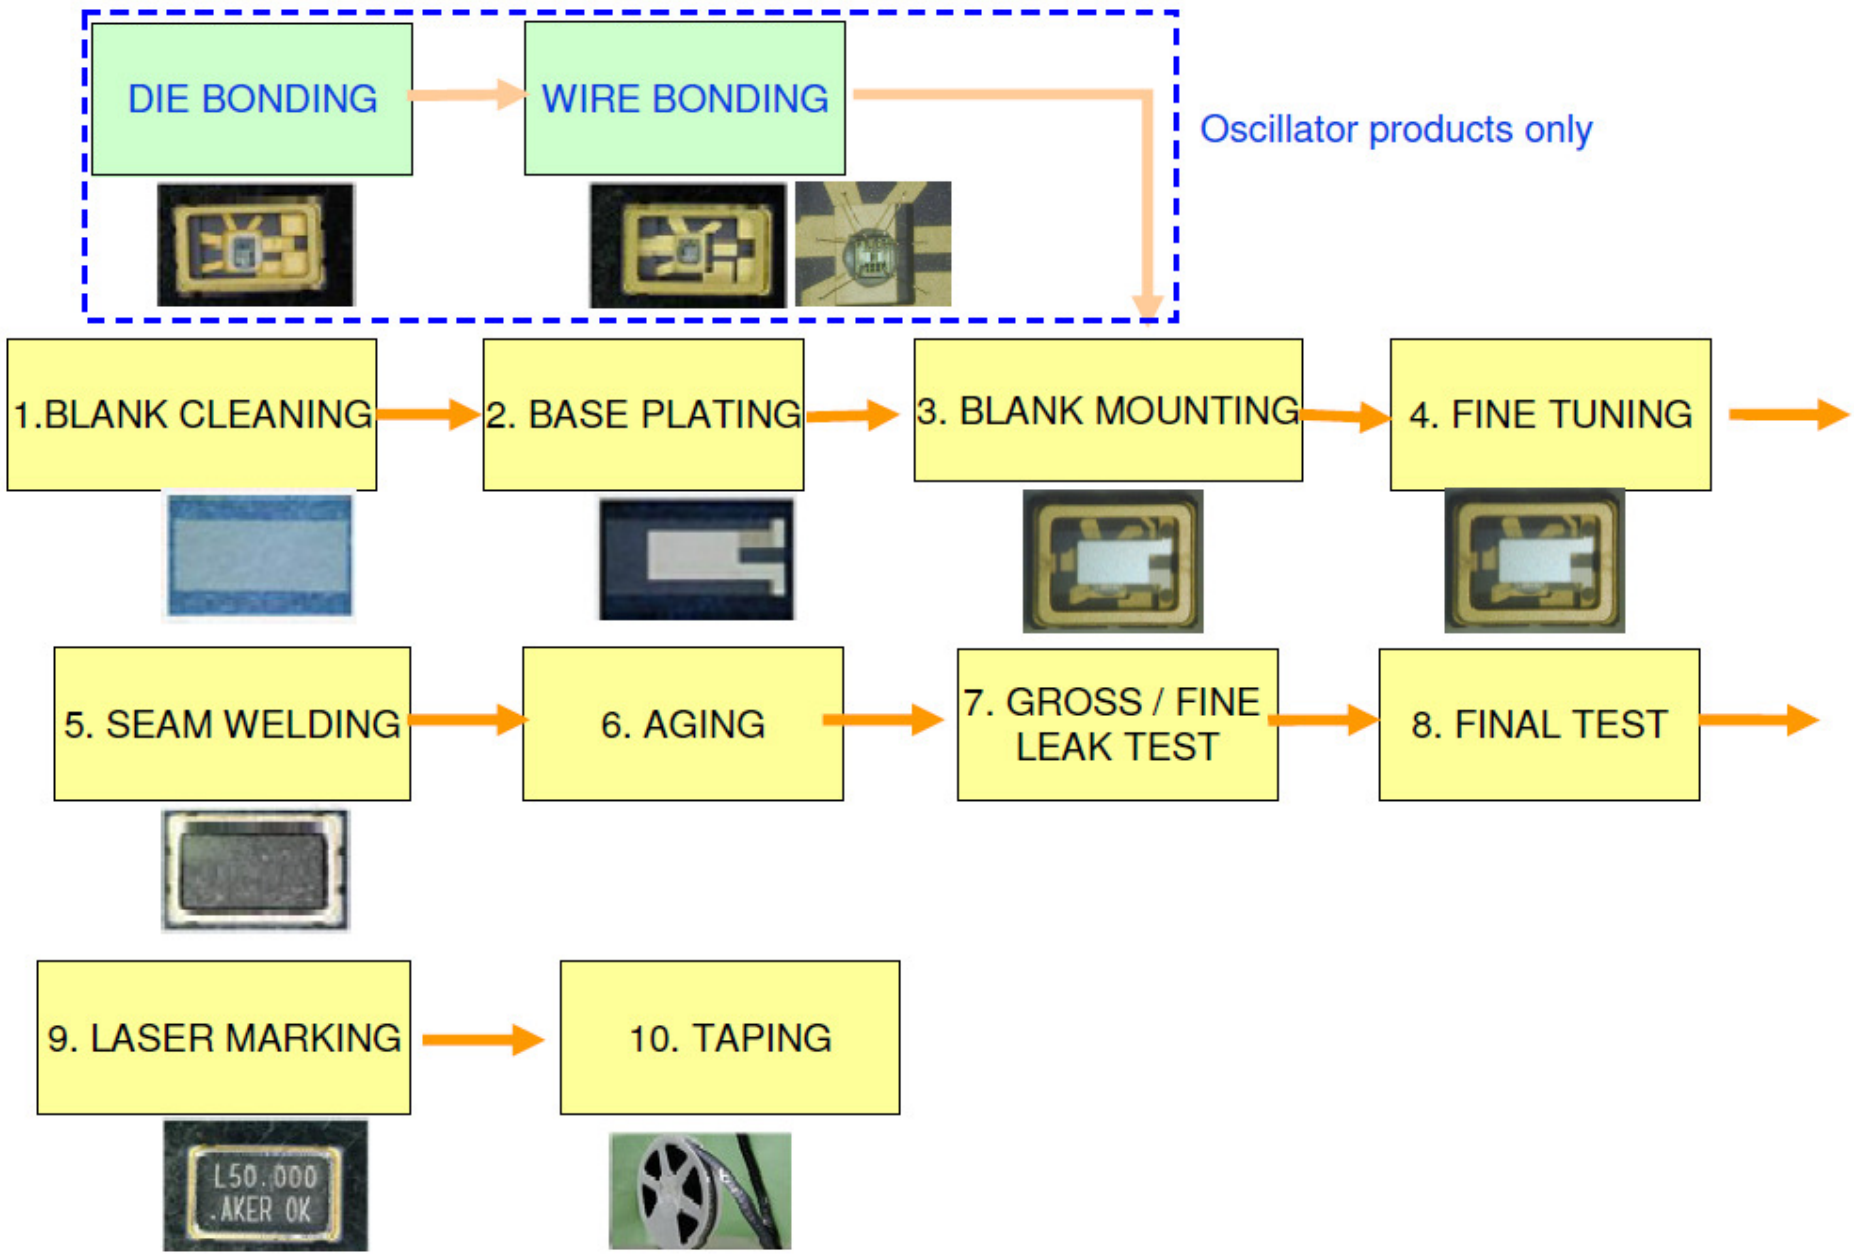 DIE BONDING
WIRE BONDING
Oscillator products only
1.BLANK CLEANING
2. BASE PLATING
3. BLANK MOUNTING
4. FINE TUNING
5. SEAM WELDING
6. AGING
7. GROSS / FINE
LEAK TEST
8. FINAL TEST
9. LASER MARKING
10. TAPING
L50.000
.AKER OK